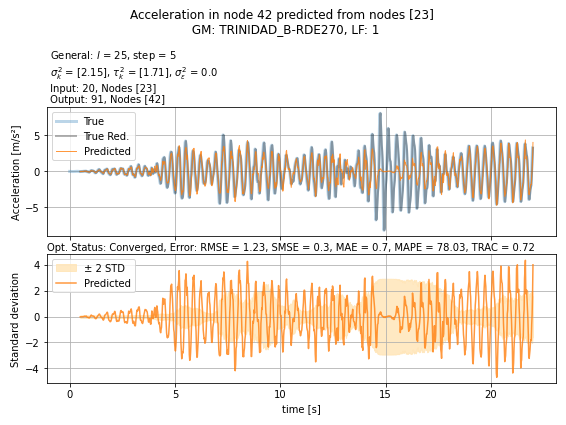 Acceleration in node 42 predicted from nodes [23]
GM: TRINIDAD_B-RDE270, LF: 1
General: l = 25, step = 5
σ²ₖ = [2.15], τ²ₖ = [1.71], σ²ε = 0.0
Input: 20, Nodes [23]
Output: 91, Nodes [42]
True
True Red.
Predicted
Acceleration [m/s²]
5
0
−5
Opt. Status: Converged, Error: RMSE = 1.23, SMSE = 0.3, MAE = 0.7, MAPE = 78.03, TRAC = 0.72
± 2 STD
Predicted
Standard deviation
4
2
0
−2
−4
0 5 10 15 20
time [s]